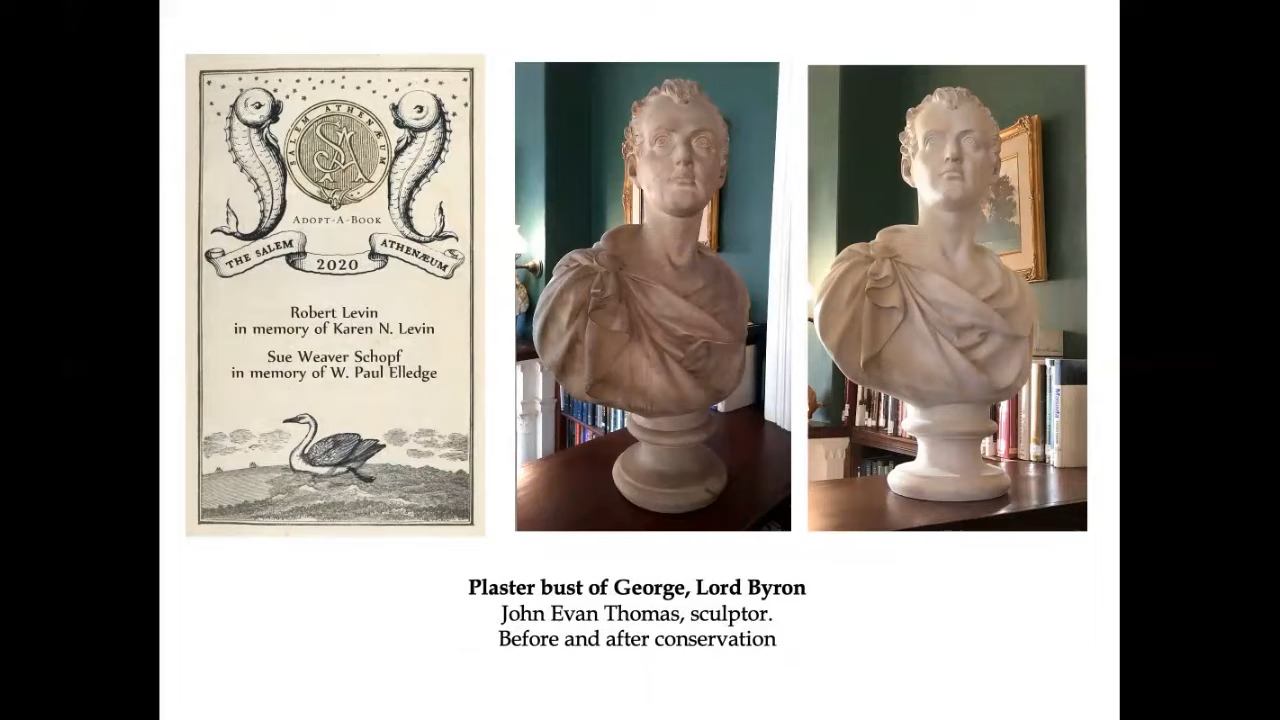 SALEM ATHENÆUM
SA
ADOPT-A-BOOK
THE SALEM ATHENÆUM
2020
Robert Levin
in memory of Karen N. Levin
Sue Weaver Schopf
in memory of W. Paul Elledge
Plaster bust of George, Lord Byron
John Evan Thomas, sculptor.
Before and after conservation